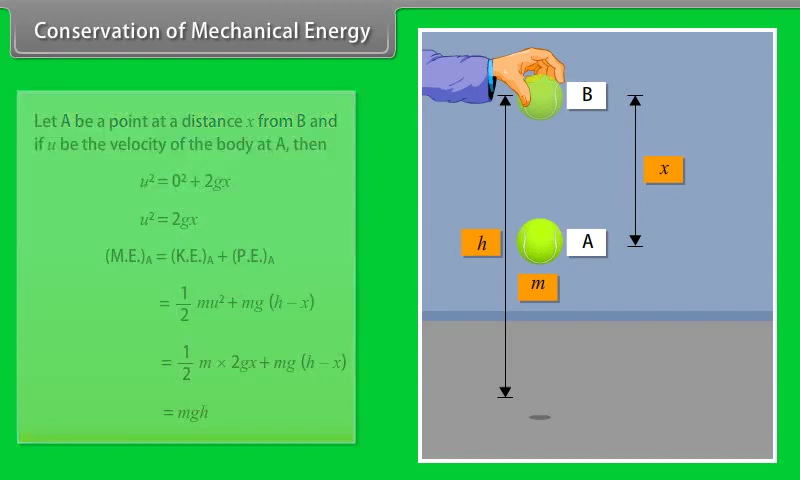 Conservation of Mechanical Energy
Let A be a point at a distance x from B and
if u be the velocity of the body at A, then
u² = 0² + 2gx
u² = 2gx
(M.E.)A = (K.E.)A + (P.E.)A
= 1/2 mu² + mg (h – x)
= 1/2 m × 2gx + mg (h – x)
= mgh
B
x
h
A
m